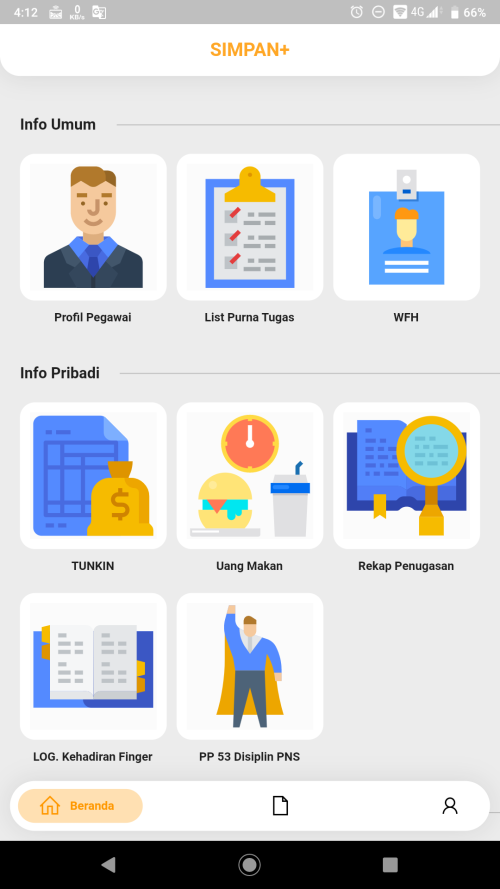 4:12
0
KB/s
4G
66%
SIMPAN+
Info Umum
Profil Pegawai
List Purna Tugas
WFH
Info Pribadi
$
TUNKIN
Uang Makan
Rekap Penugasan
LOG. Kehadiran Finger
PP 53 Disiplin PNS
Beranda